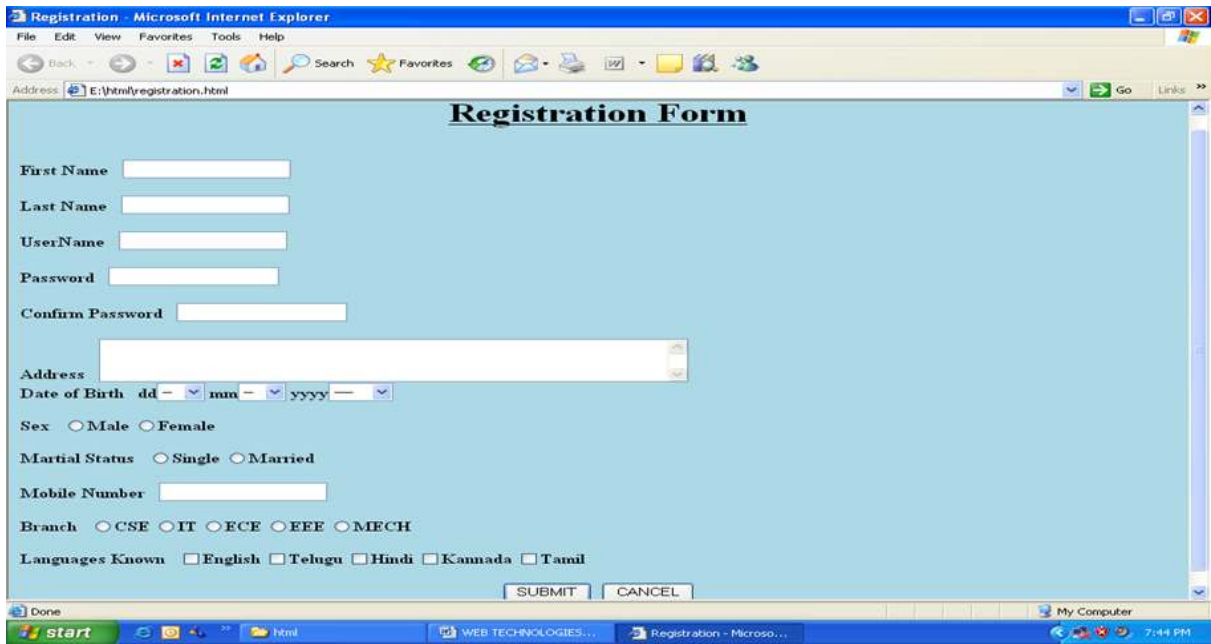 Registration - Microsoft Internet Explorer
File Edit View Favorites Tools Help
Back Search Favorites
Address E:\html\registration.html Go Links »
Registration Form
First Name
Last Name
UserName
Password
Confirm Password
Address
Date of Birth dd - mm - yyyy —
Sex Male Female
Martial Status Single Married
Mobile Number
Branch CSE IT ECE EEE MECH
Languages Known English Telugu Hindi Kannada Tamil
SUBMIT CANCEL
Done My Computer
start » html WEB TECHNOLOGIES... Registration - Microso... 7:44 PM